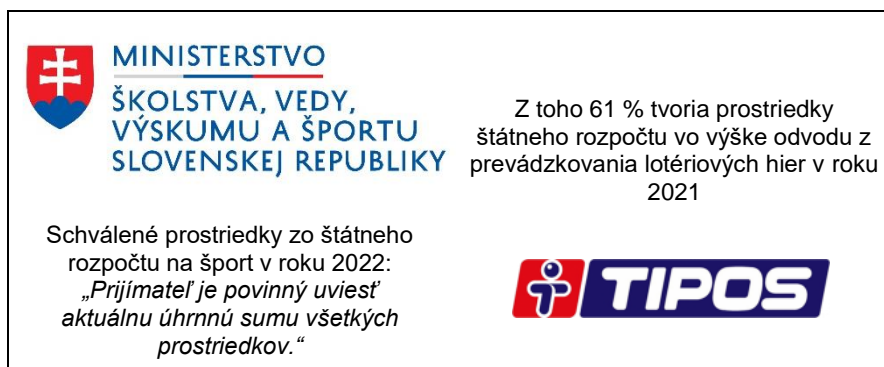 MINISTERSTVO
ŠKOLSTVA, VEDY,
VÝSKUMU A ŠPORTU
SLOVENSKEJ REPUBLIKY
Schválené prostriedky zo štátneho
rozpočtu na šport v roku 2022:
„Prijímateľ je povinný uviesť
aktuálnu úhrnnú sumu všetkých
prostriedkov.“
Z toho 61 % tvoria prostriedky
štátneho rozpočtu vo výške odvodu z
prevádzkovania lotériových hier v roku
2021
TIPOS